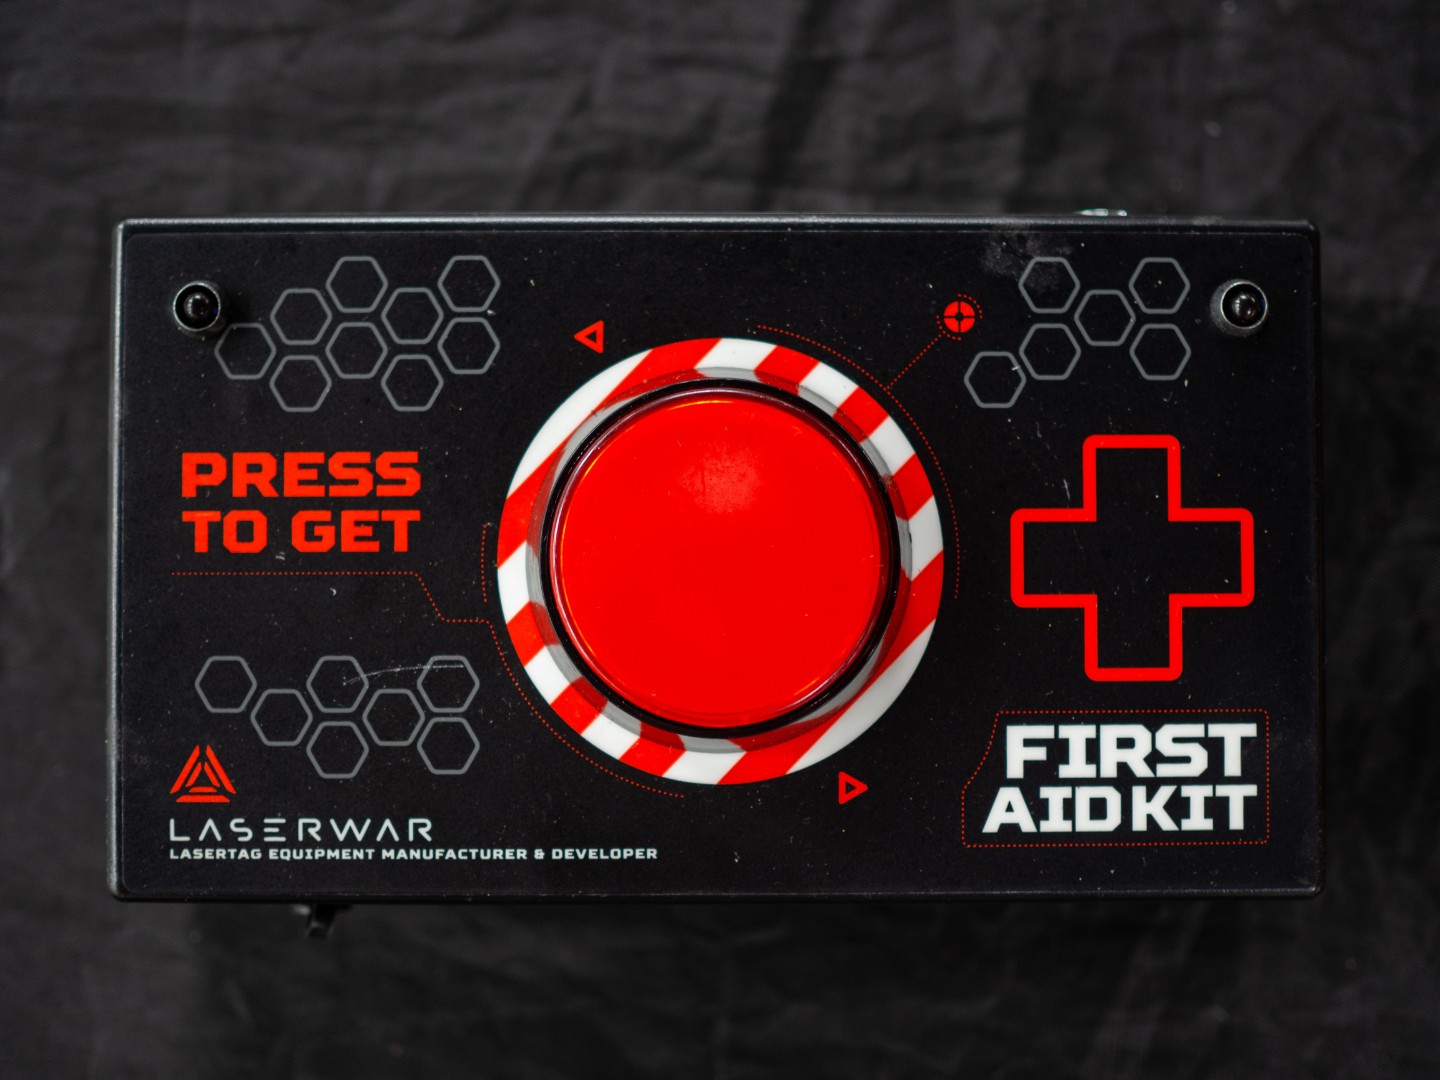 PRESS
TO GET
FIRST
AID KIT
LASERWAR
LASERTAG EQUIPMENT MANUFACTURER & DEVELOPER